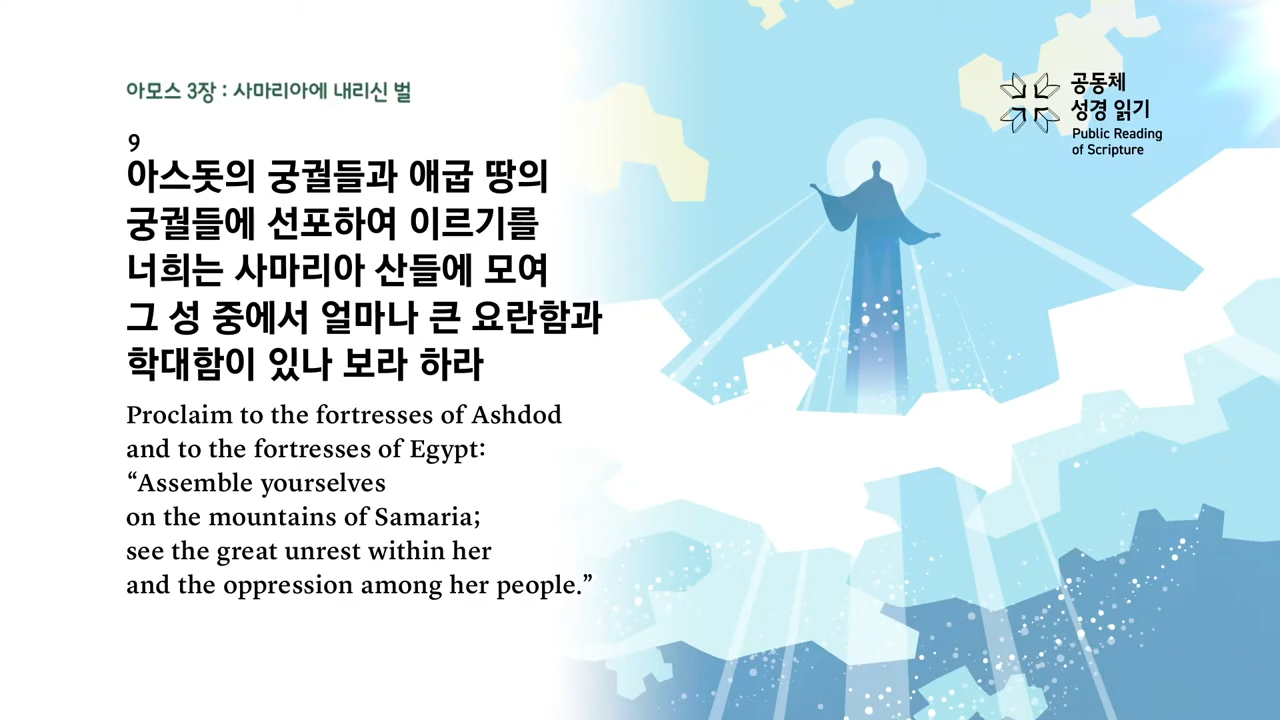 아모스 3장 : 사마리아에 내리신 벌
9
아스돗의 궁궐들과 애굽 땅의
궁궐들에 선포하여 이르기를
너희는 사마리아 산들에 모여
그 성 중에서 얼마나 큰 요란함과
학대함이 있나 보라 하라
Proclaim to the fortresses of Ashdod
and to the fortresses of Egypt:
“Assemble yourselves
on the mountains of Samaria;
see the great unrest within her
and the oppression among her people.”
공동체
성경 읽기
Public Reading
of Scripture